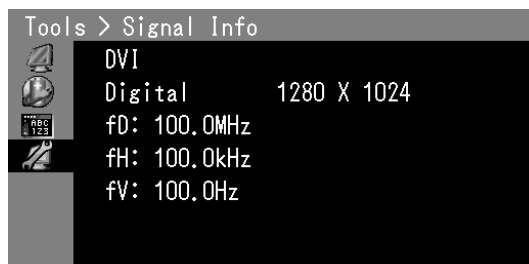 Tools > Signal Info
DVI
Digital 1280 X 1024
ABC
123
fD: 100.0MHz
fH: 100.0kHz
fV: 100.0Hz